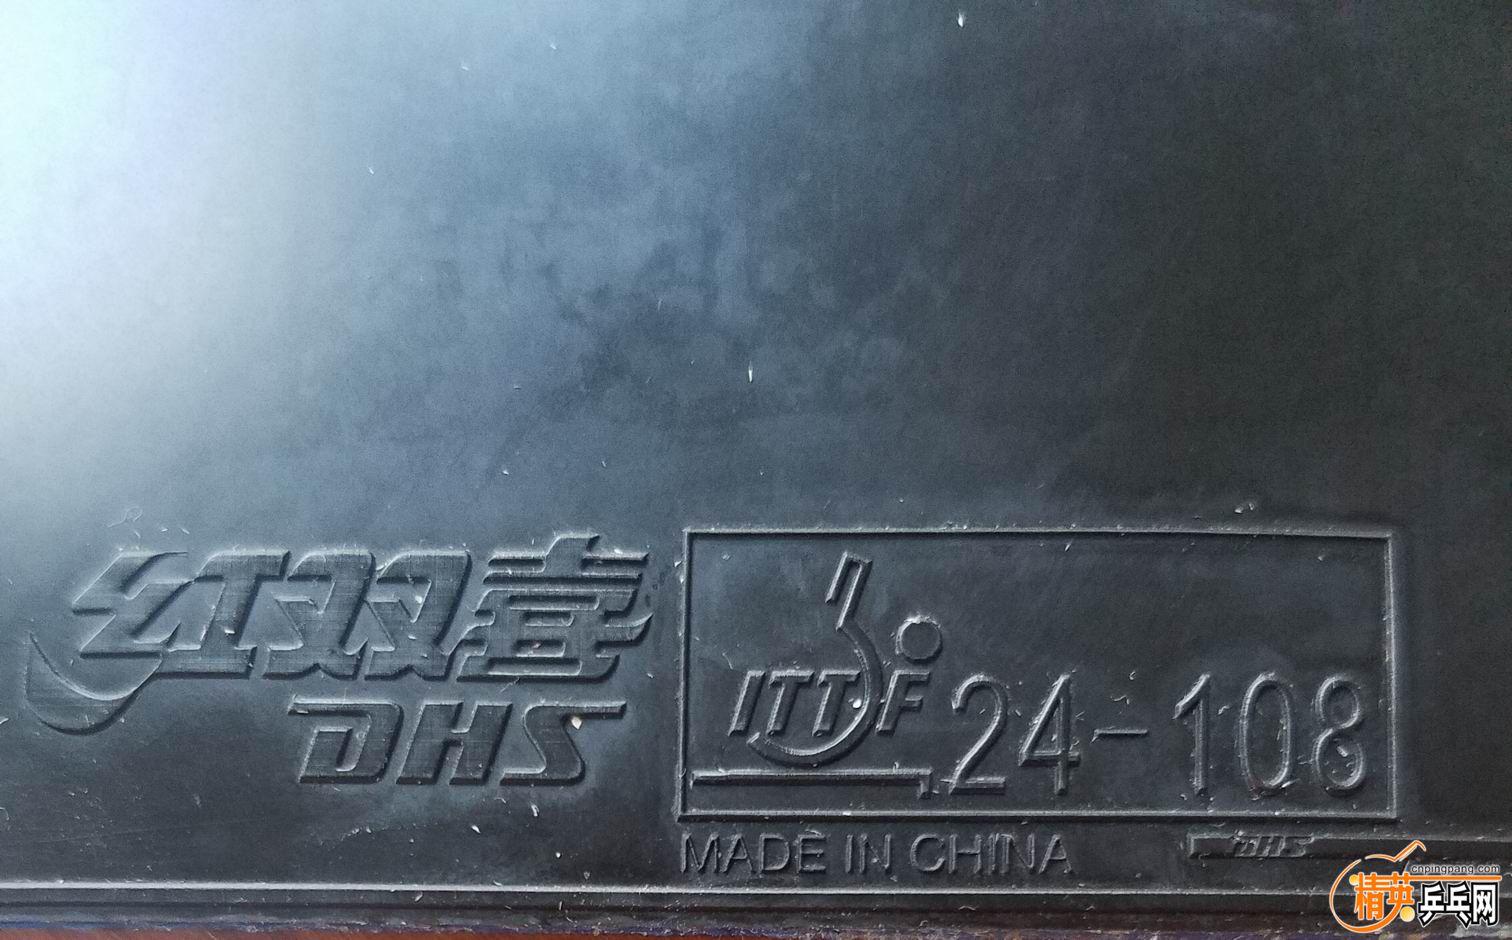 红双喜
DHS
ITTF 24-108
MADE IN CHINA
DHS
cnpingpang.com
精英乒乓网